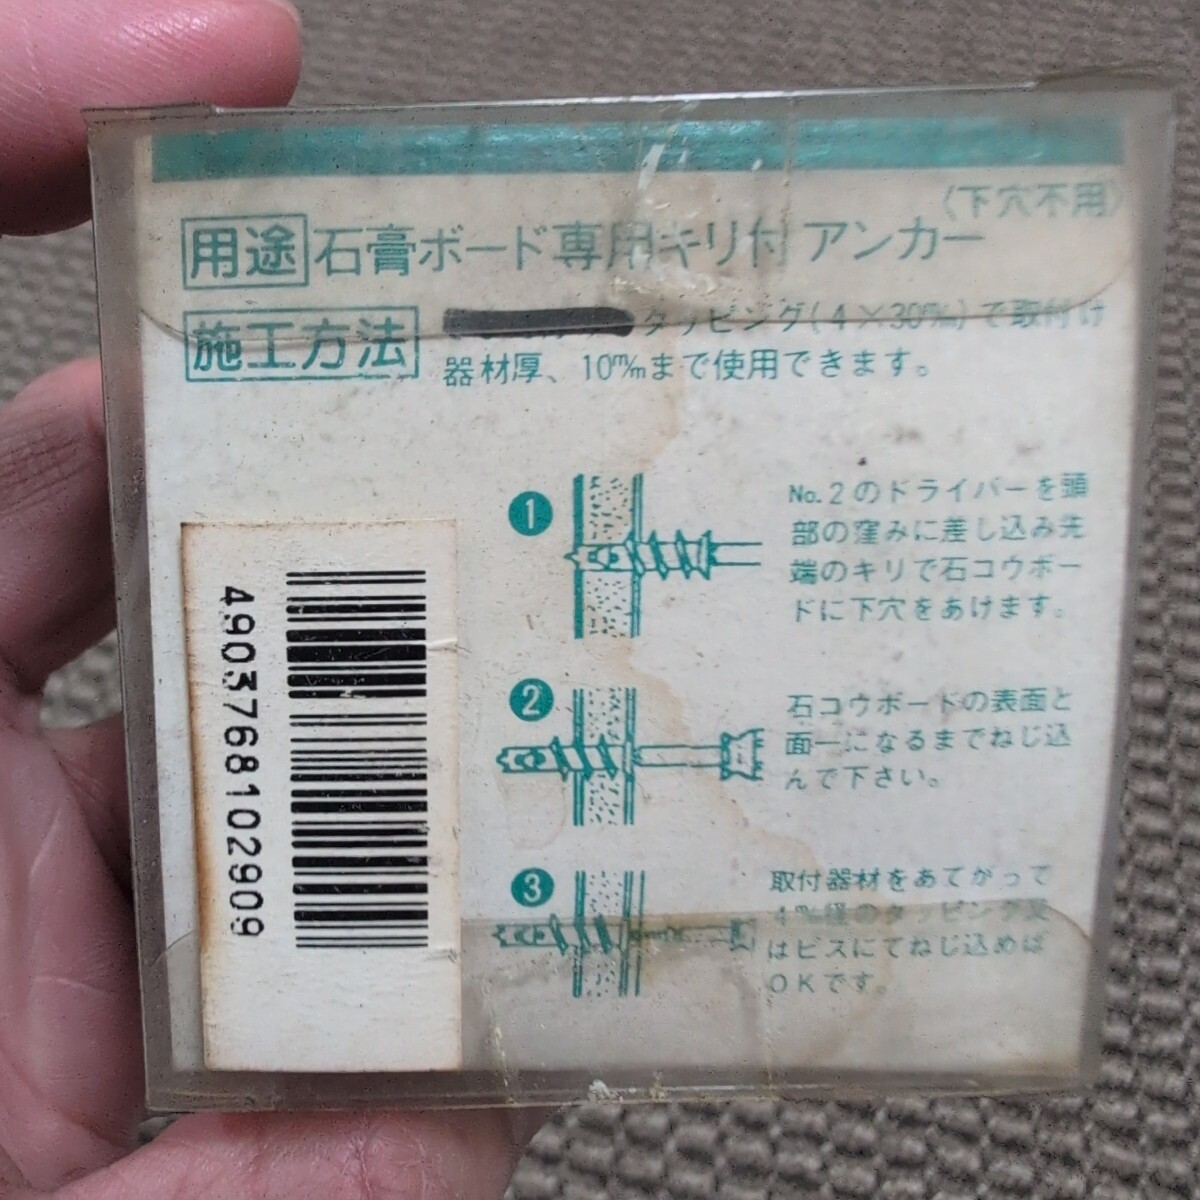 〈下穴不用〉
用途 石膏ボード専用キリ付 アンカー
施工方法 タッピング(4×30㎜)で取付け
器材厚、10m/mまで使用できます。
1
No.2のドライバーを頭
部の窪みに差し込み先
端のキリで石コウボー
ドに下穴をあけます。
2
石コウボードの表面と
面一になるまでねじ込
んで下さい。
3
取付器材をあてがって
4㎜径のタッピング又
はビスにてねじ込めば
OKです。
4903768102909